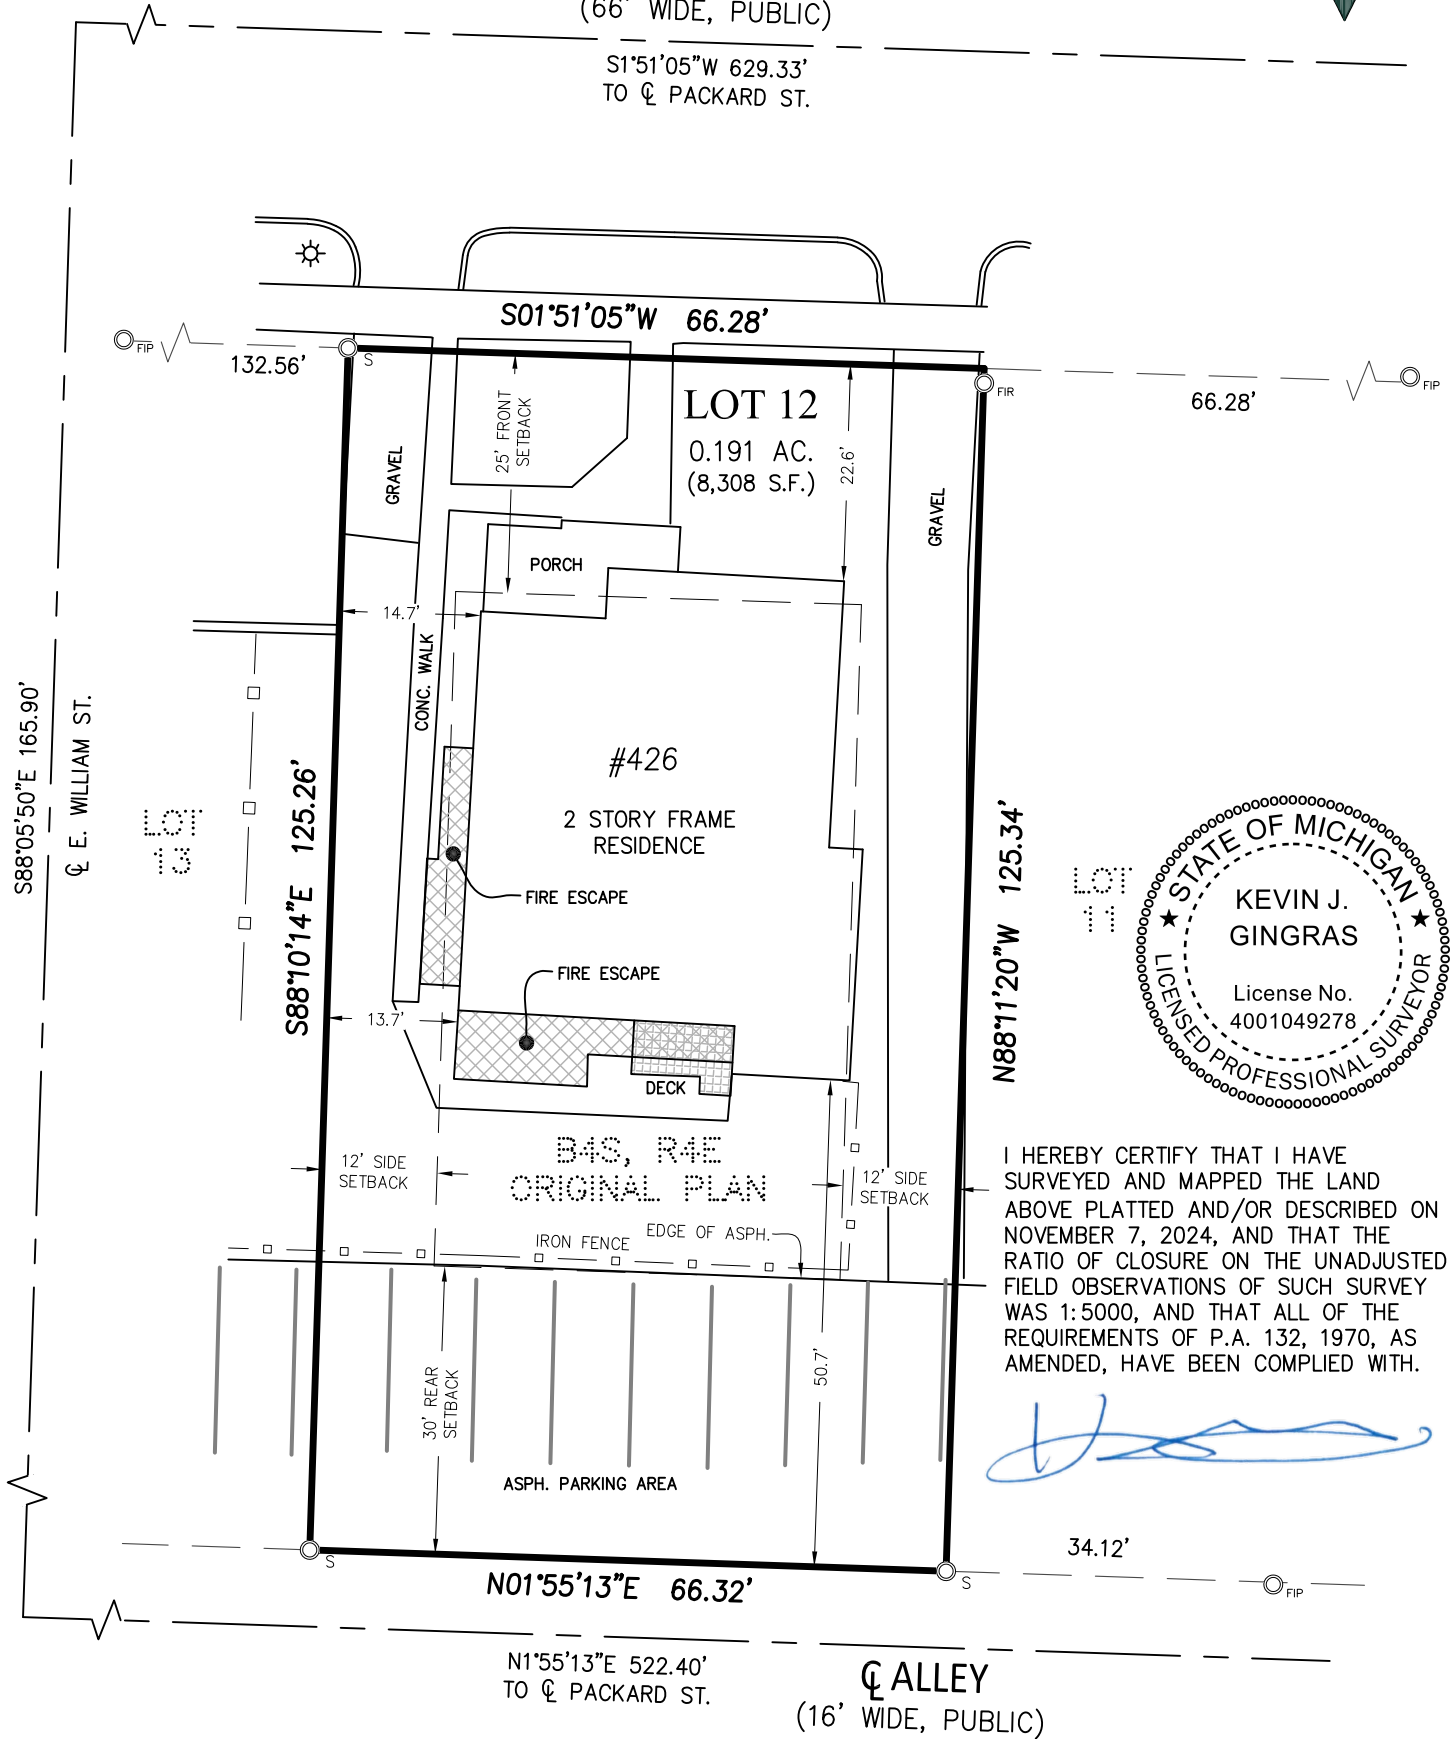 (66' WIDE, PUBLIC)
S1°51'05"W 629.33'
TO ℄ PACKARD ST.
S01°51'05"W 66.28'
FIP
132.56'
S
FIR
66.28'
FIP
LOT 12
0.191 AC.
(8,308 S.F.)
25' FRONT
SETBACK
22.6'
GRAVEL
GRAVEL
PORCH
14.7'
CONC. WALK
S88°05'50"E 165.90'
℄ E. WILLIAM ST.
LOT
13
S88°10'14"E 125.26'
#426
2 STORY FRAME
RESIDENCE
FIRE ESCAPE
FIRE ESCAPE
13.7'
DECK
N88°11'20"W 125.34'
LOT
11
STATE OF MICHIGAN
KEVIN J.
GINGRAS
License No.
4001049278
LICENSED PROFESSIONAL SURVEYOR
B4S, R4E
ORIGINAL PLAN
12' SIDE
SETBACK
12' SIDE
SETBACK
IRON FENCE
EDGE OF ASPH.
I HEREBY CERTIFY THAT I HAVE
SURVEYED AND MAPPED THE LAND
ABOVE PLATTED AND/OR DESCRIBED ON
NOVEMBER 7, 2024, AND THAT THE
RATIO OF CLOSURE ON THE UNADJUSTED
FIELD OBSERVATIONS OF SUCH SURVEY
WAS 1:5000, AND THAT ALL OF THE
REQUIREMENTS OF P.A. 132, 1970, AS
AMENDED, HAVE BEEN COMPLIED WITH.
30' REAR
SETBACK
50.7'
ASPH. PARKING AREA
S
N01°55'13"E 66.32'
S
34.12'
FIP
N1°55'13"E 522.40'
TO ℄ PACKARD ST.
℄ ALLEY
(16' WIDE, PUBLIC)